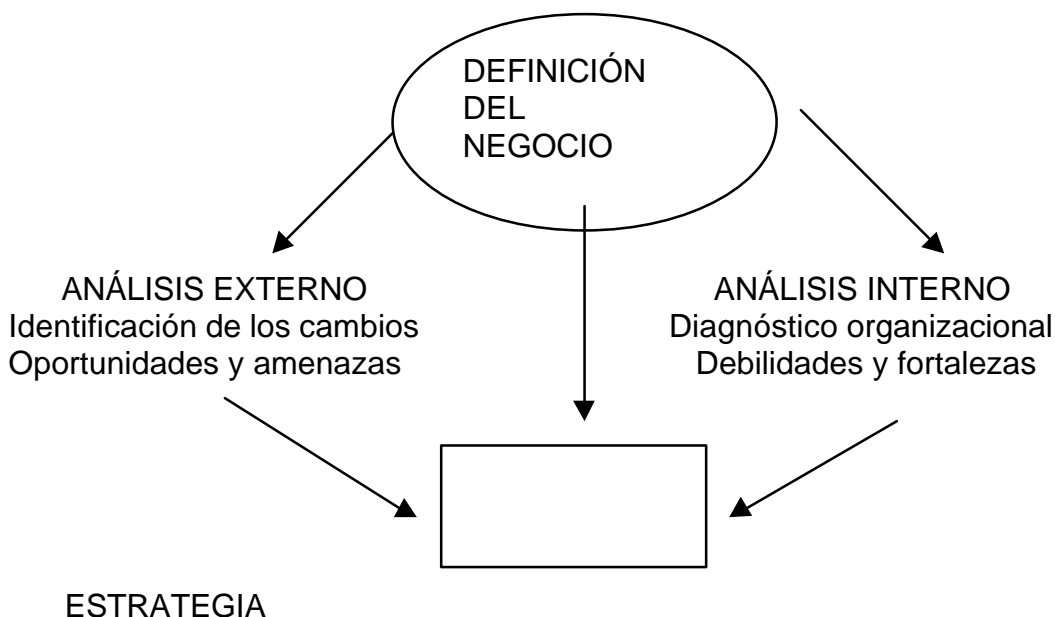 DEFINICIÓN
DEL
NEGOCIO
ANÁLISIS EXTERNO
Identificación de los cambios
Oportunidades y amenazas
ANÁLISIS INTERNO
Diagnóstico organizacional
Debilidades y fortalezas
ESTRATEGIA